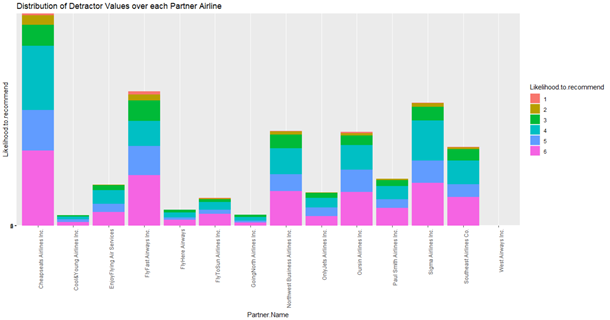 Distribution of Detractor Values over each Partner Airline
Likelihood.to.recommend
Likelihood.to.recommend
1
2
3
4
5
6
Cheapseats Airlines Inc.
Cool&Young Airlines Inc.
EnjoyFlying Air Services
FlyFast Airways Inc.
FlyHere Airways
FlyToSun Airlines Inc.
GoingNorth Airlines Inc.
Northwest Business Airlines Inc.
OnlyJets Airlines Inc.
Oursin Airlines Inc.
Paul Smith Airlines Inc.
Sigma Airlines Inc.
Southeast Airlines Co.
West Airways Inc.
Partner.Name